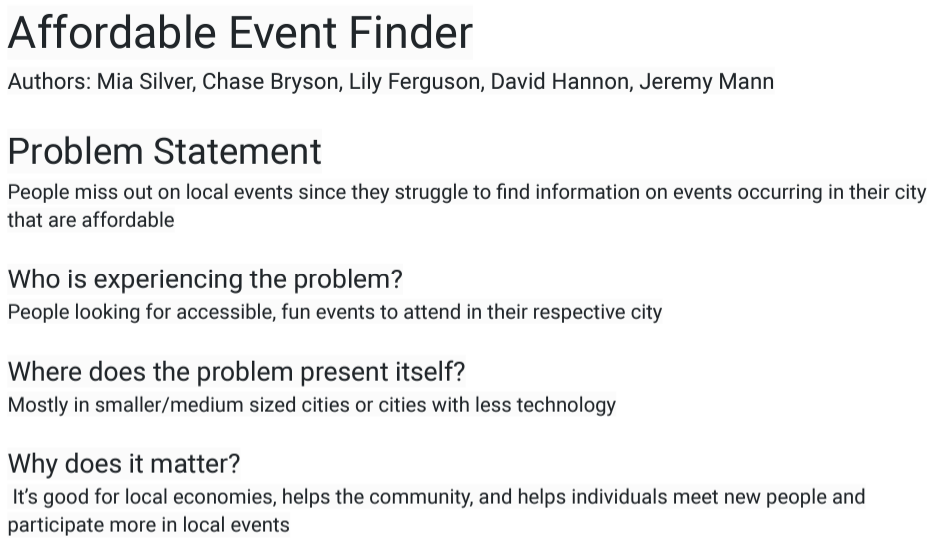 Affordable Event Finder
Authors: Mia Silver, Chase Bryson, Lily Ferguson, David Hannon, Jeremy Mann
Problem Statement
People miss out on local events since they struggle to find information on events occurring in their city
that are affordable
Who is experiencing the problem?
People looking for accessible, fun events to attend in their respective city
Where does the problem present itself?
Mostly in smaller/medium sized cities or cities with less technology
Why does it matter?
It’s good for local economies, helps the community, and helps individuals meet new people and
participate more in local events